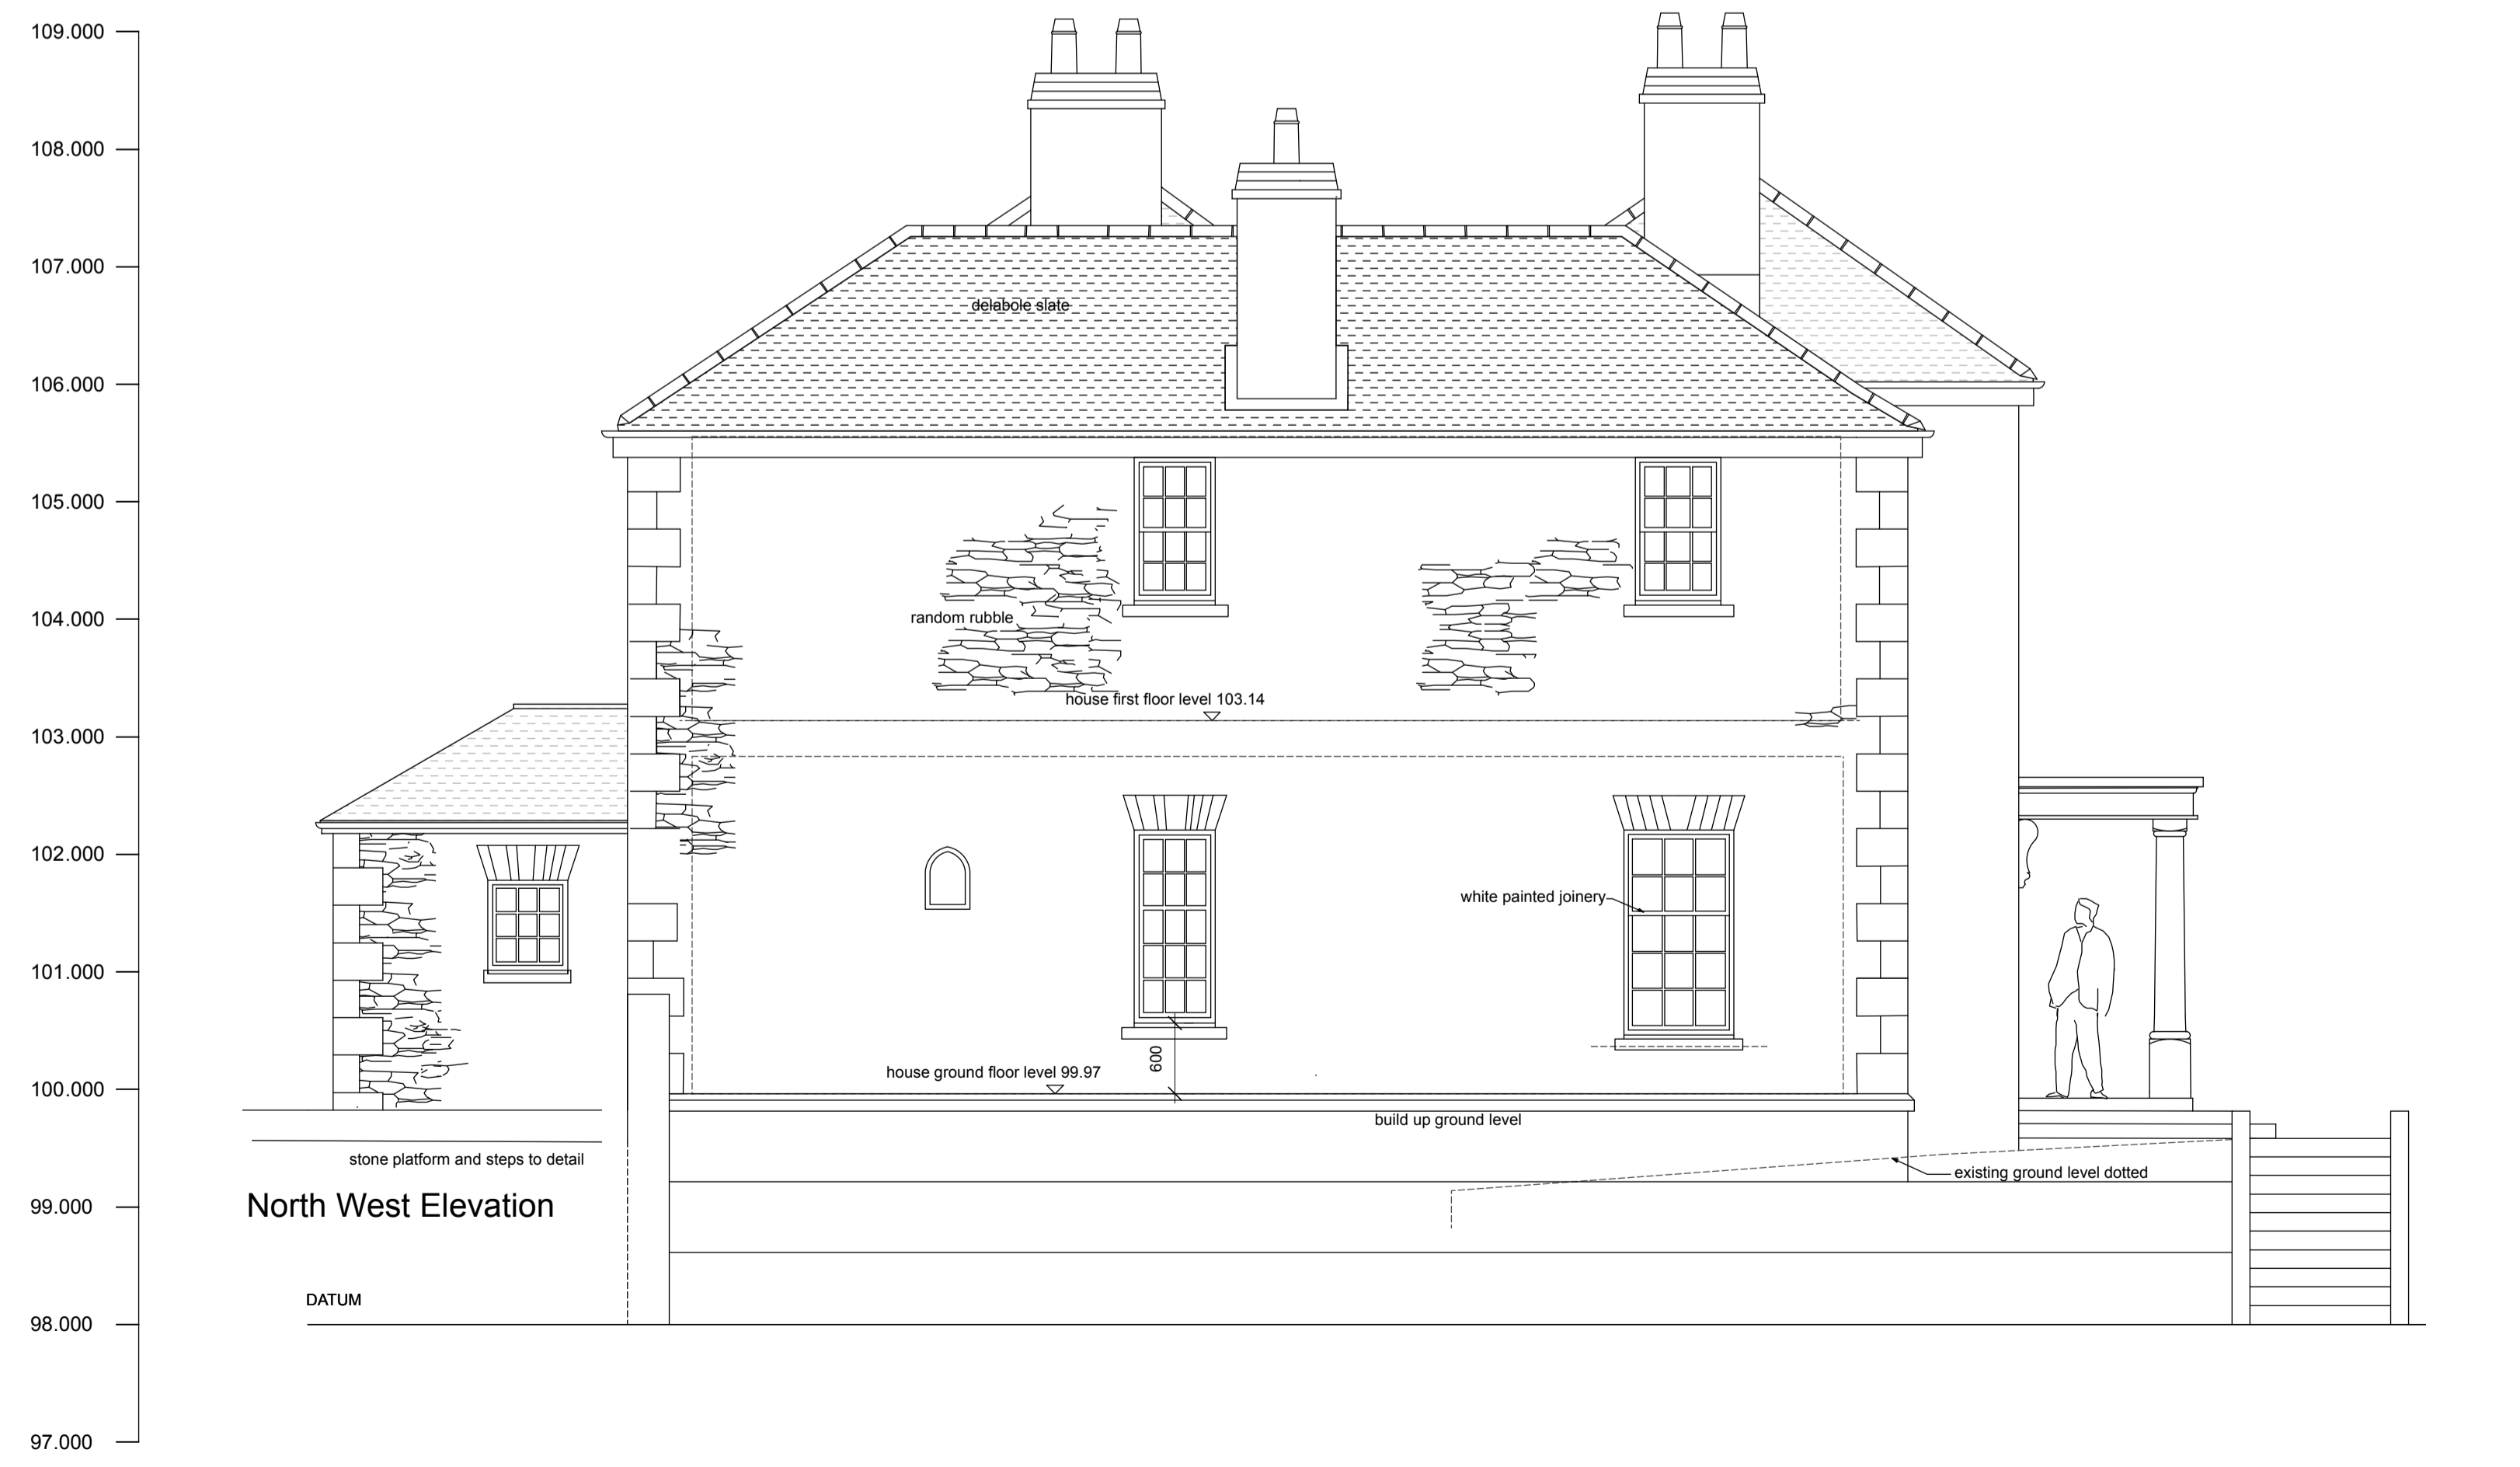 109.000
108.000
107.000
delabole slate
106.000
105.000
random rubble
104.000
house first floor level 103.14
103.000
102.000
white painted joinery
101.000
600
house ground floor level 99.97
100.000
build up ground level
stone platform and steps to detail
existing ground level dotted
North West Elevation
99.000
DATUM
98.000
97.000